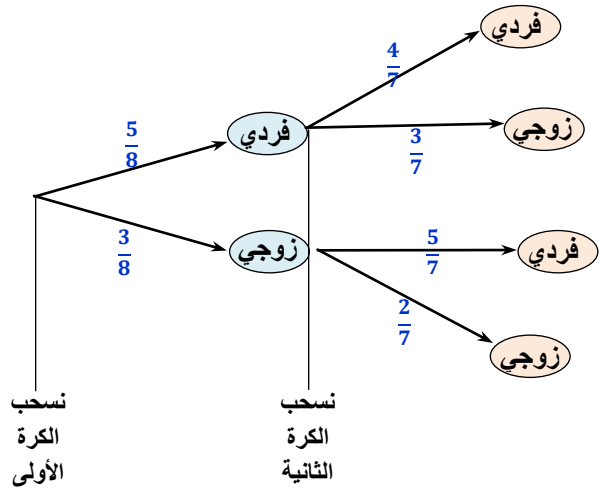 فردي
4/7
5/8
فردي
3/7
زوجي
3/8
زوجي
5/7
فردي
2/7
زوجي
نسحب
الكرة
الأولى
نسحب
الكرة
الثانية